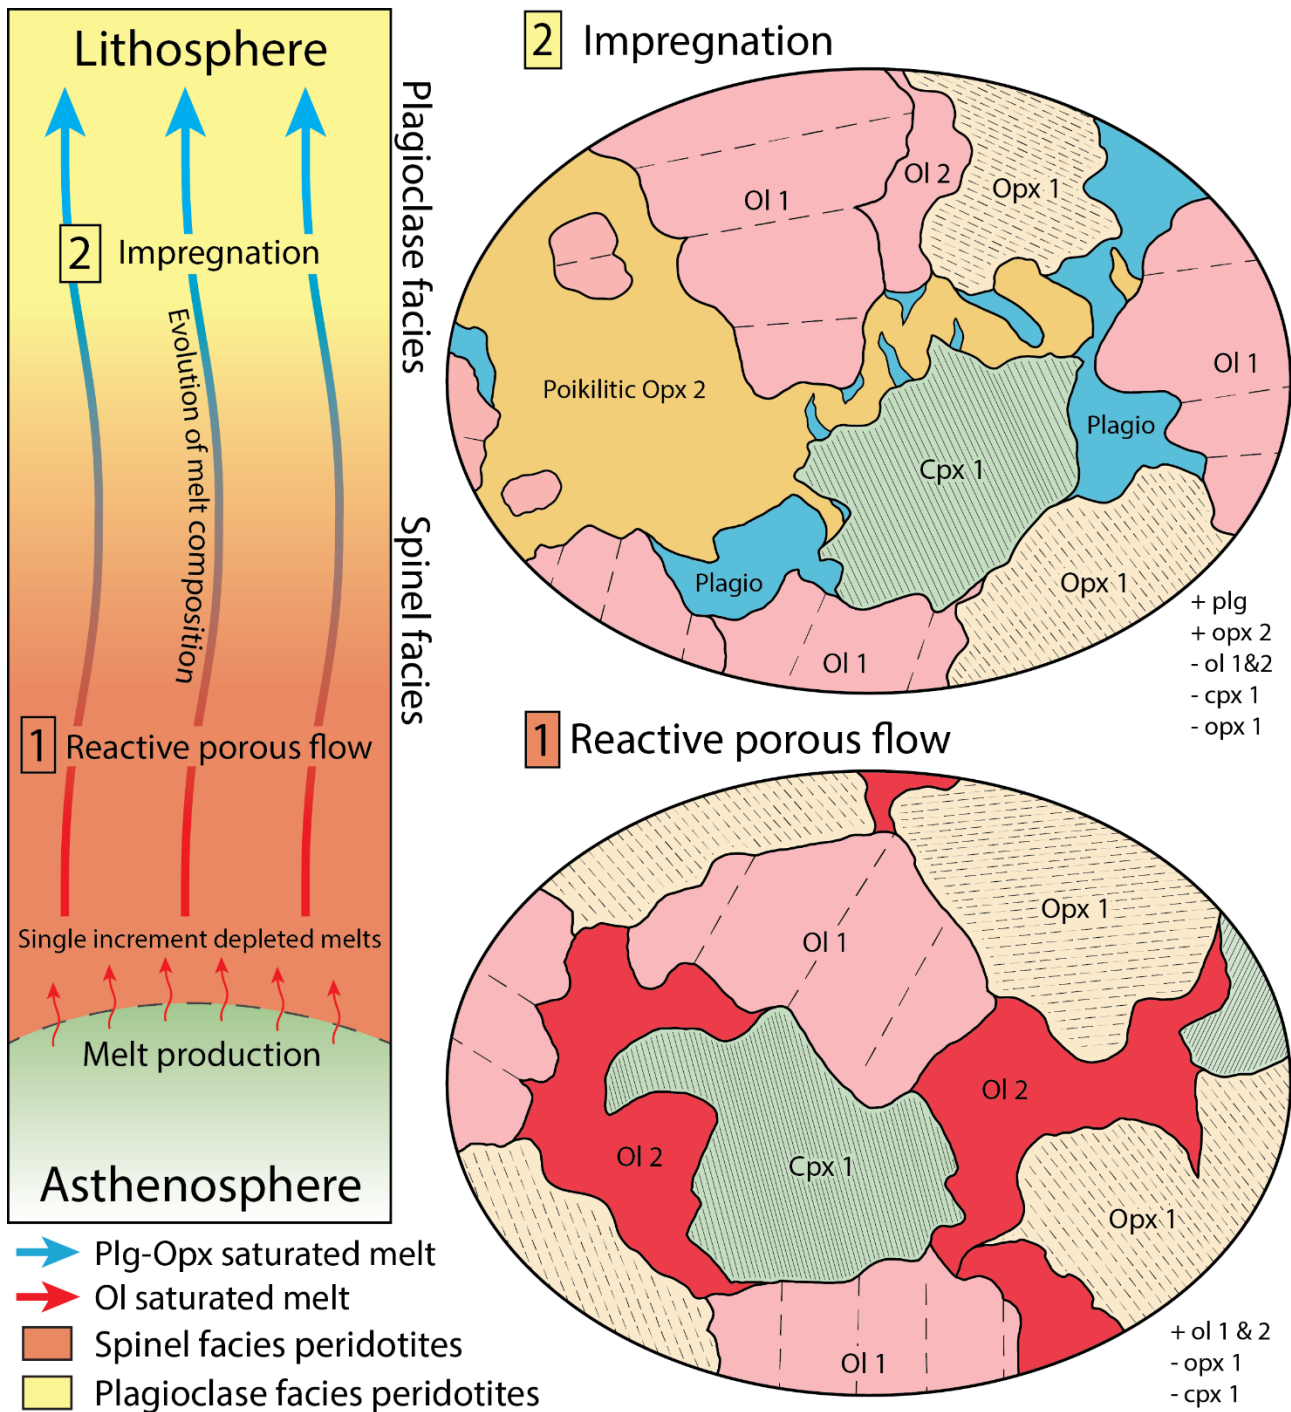 Lithosphere
2 Impregnation
Evolution of melt composition
1 Reactive porous flow
Single increment depleted melts
Melt production
Asthenosphere
Plagioclase facies
Spinel facies
Plg-Opx saturated melt
Ol saturated melt
Spinel facies peridotites
Plagioclase facies peridotites
2 Impregnation
Ol 1
Ol 2
Opx 1
Ol 1
Poikilitic Opx 2
Plagio
Cpx 1
Plagio
Opx 1
Ol 1
+ plg
+ opx 2
- ol 1&2
- cpx 1
- opx 1
1 Reactive porous flow
Opx 1
Ol 1
Ol 2
Ol 2
Cpx 1
Opx 1
Ol 1
+ ol 1 & 2
- opx 1
- cpx 1